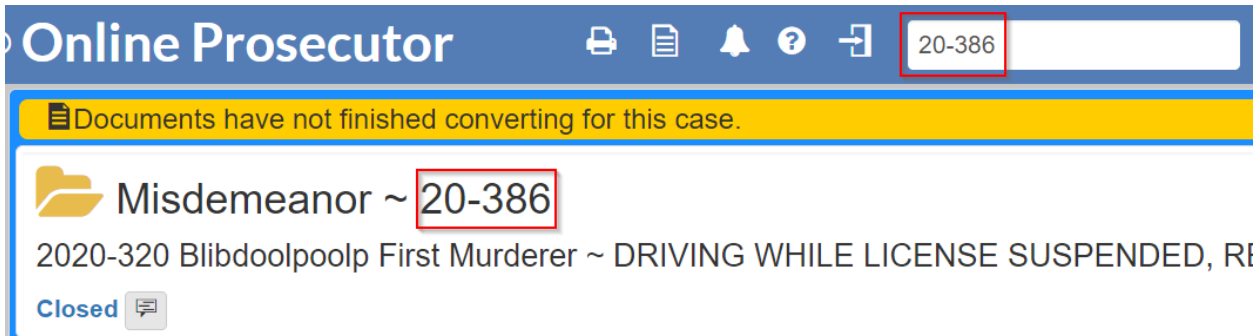 Online Prosecutor
20-386
Documents have not finished converting for this case.
Misdemeanor ~ 20-386
2020-320 Blibdoolpoolp First Murderer ~ DRIVING WHILE LICENSE SUSPENDED, RE
Closed